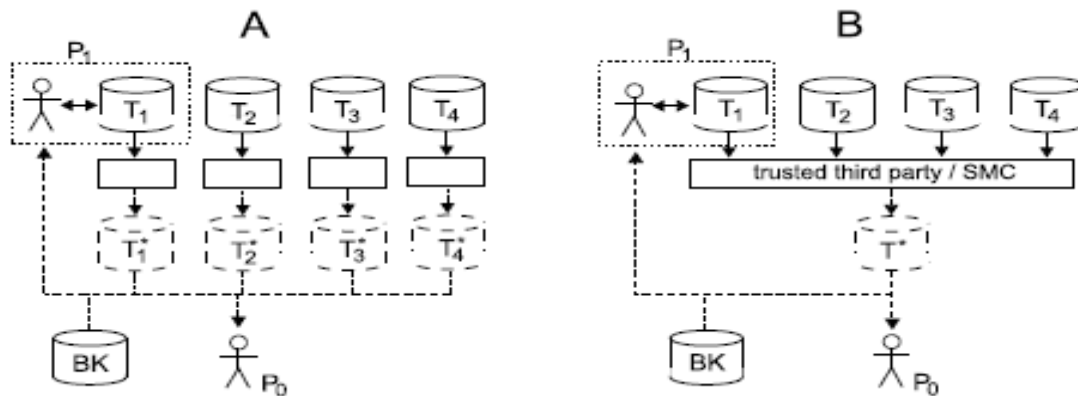 A B
P1 P1
T1 T2 T3 T4 T1 T2 T3 T4
trusted third party / SMC
T1* T2* T3* T4* T*
BK P0 BK P0